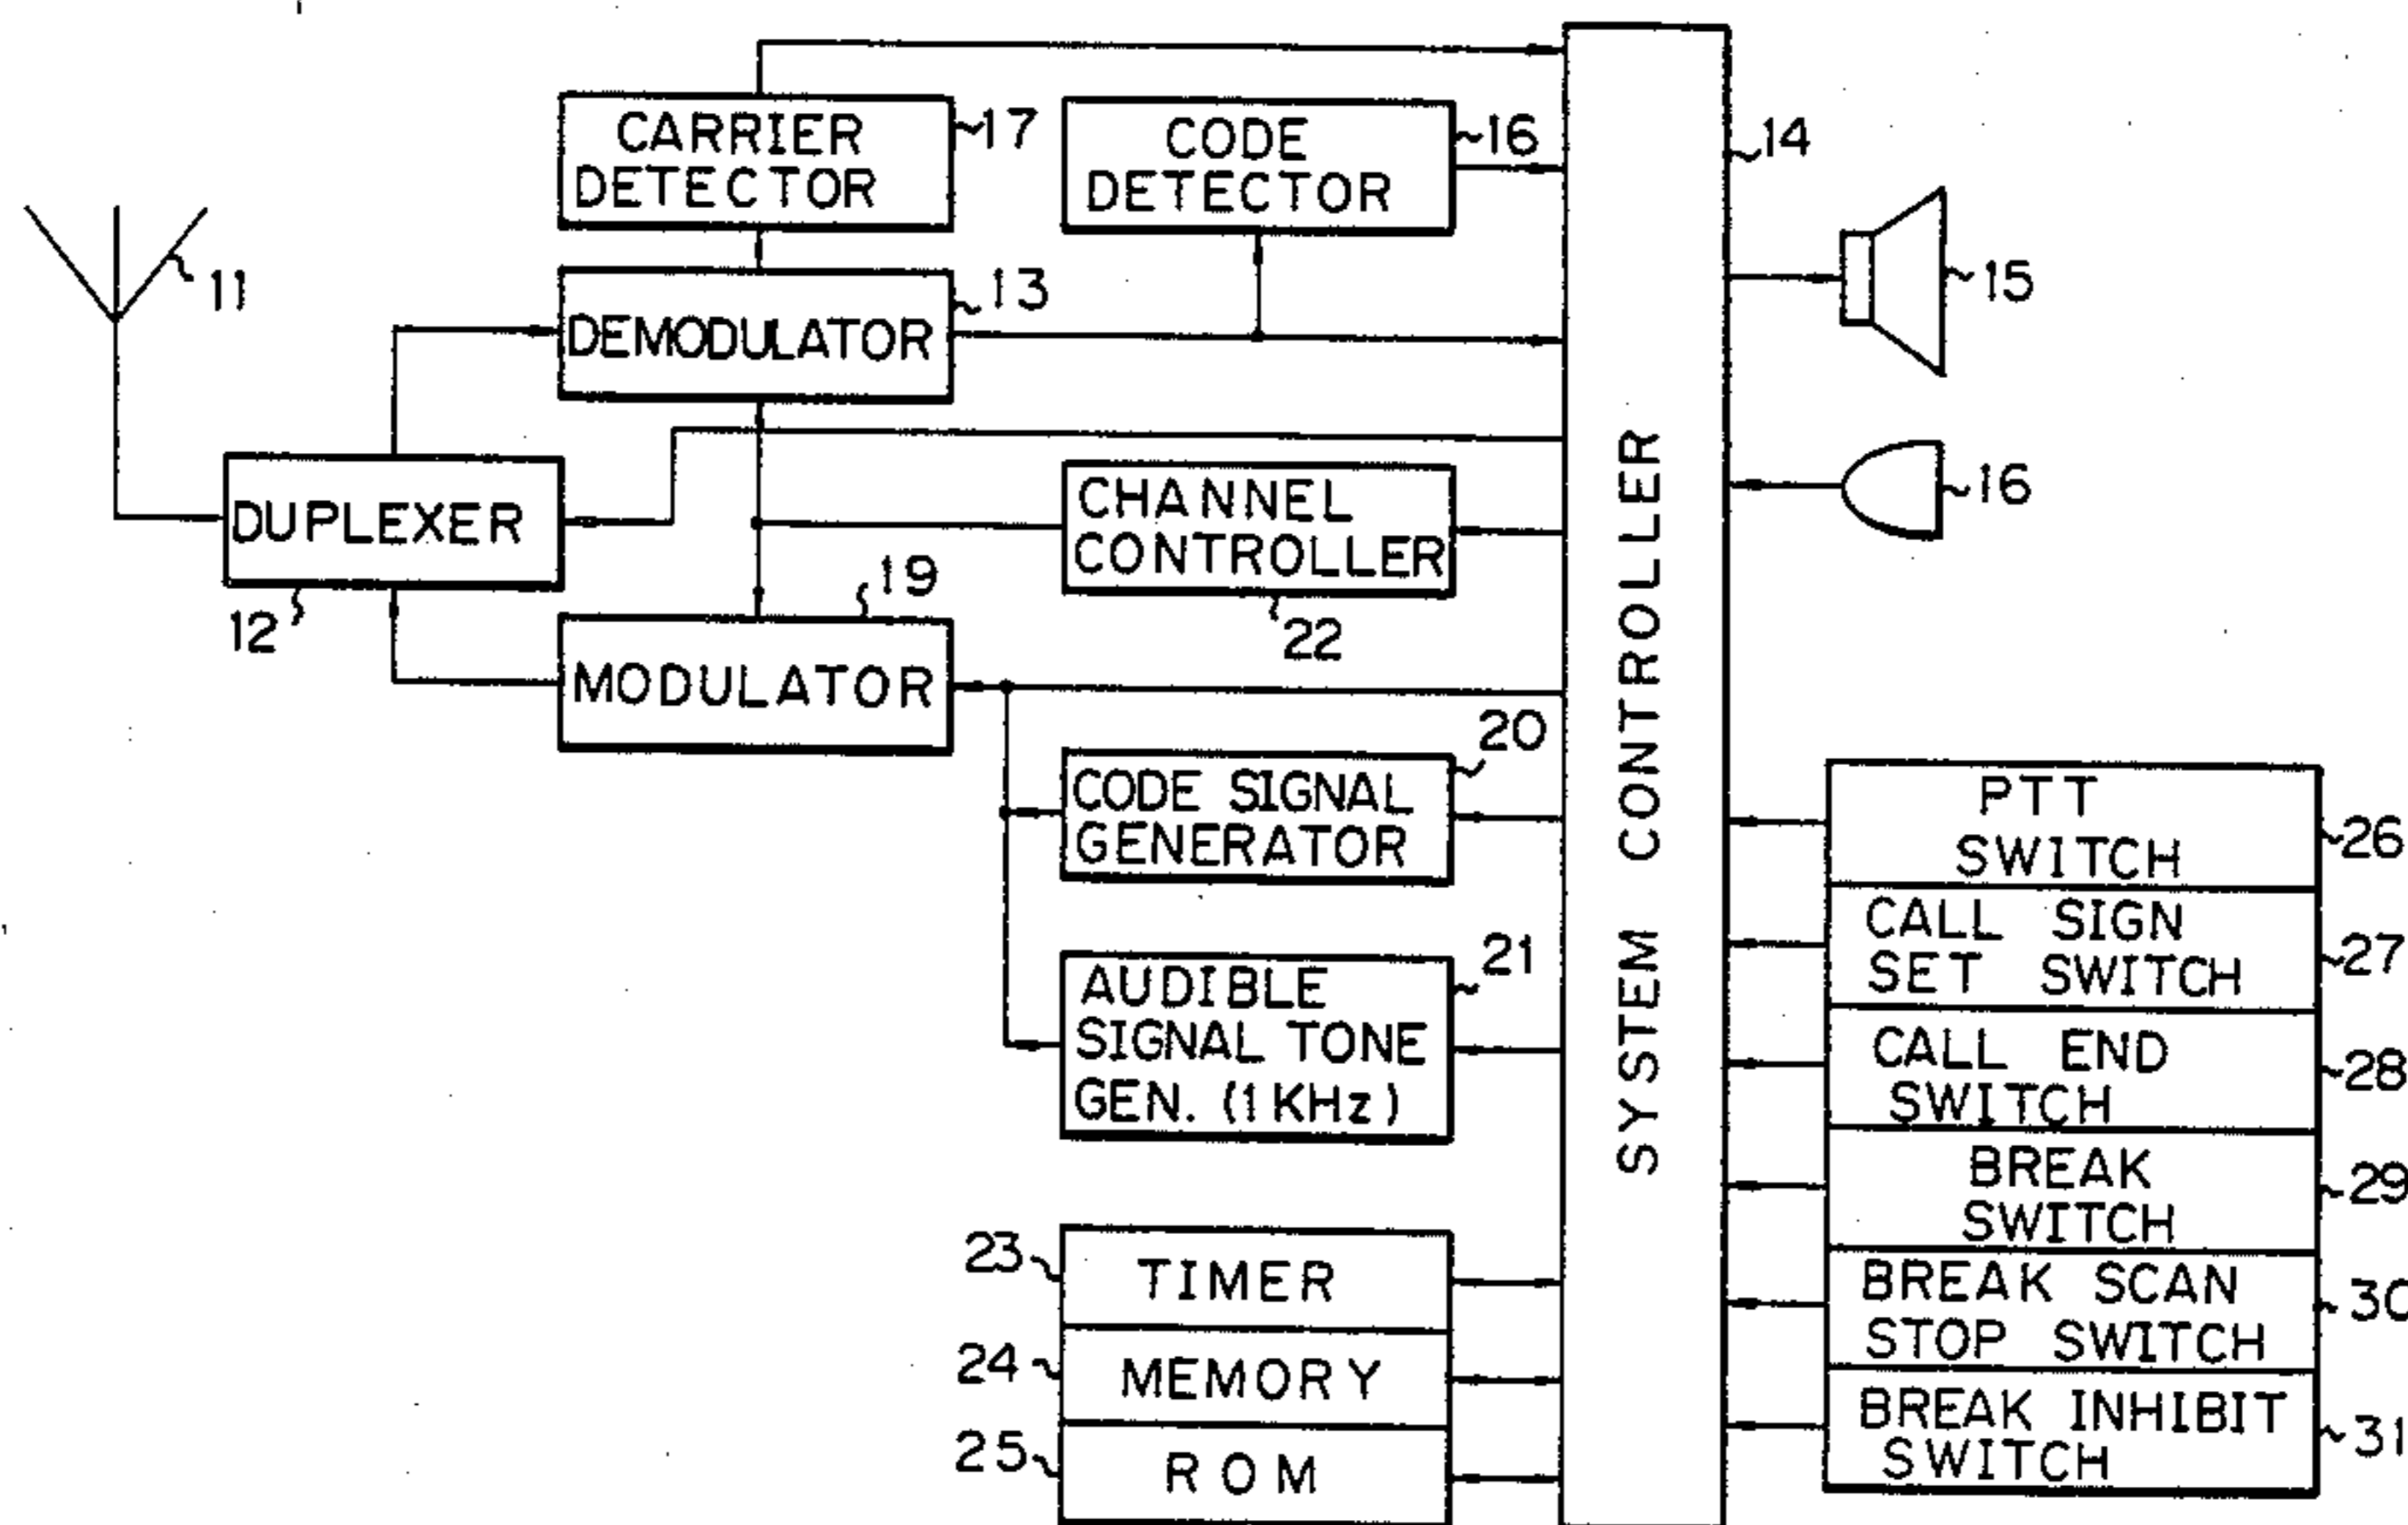 CARRIER
DETECTOR
17
CODE
DETECTOR
16
14
11
13
DEMODULATOR
15
DUPLEXER
12
CHANNEL
CONTROLLER
22
16
19
MODULATOR
SYSTEM CONTROLLER
20
CODE SIGNAL
GENERATOR
21
AUDIBLE
SIGNAL TONE
GEN. (1KHz)
23
TIMER
24
MEMORY
25
ROM
PTT
SWITCH
26
CALL SIGN
SET SWITCH
27
CALL END
SWITCH
28
BREAK
SWITCH
29
BREAK SCAN
STOP SWITCH
30
BREAK INHIBIT
SWITCH
31